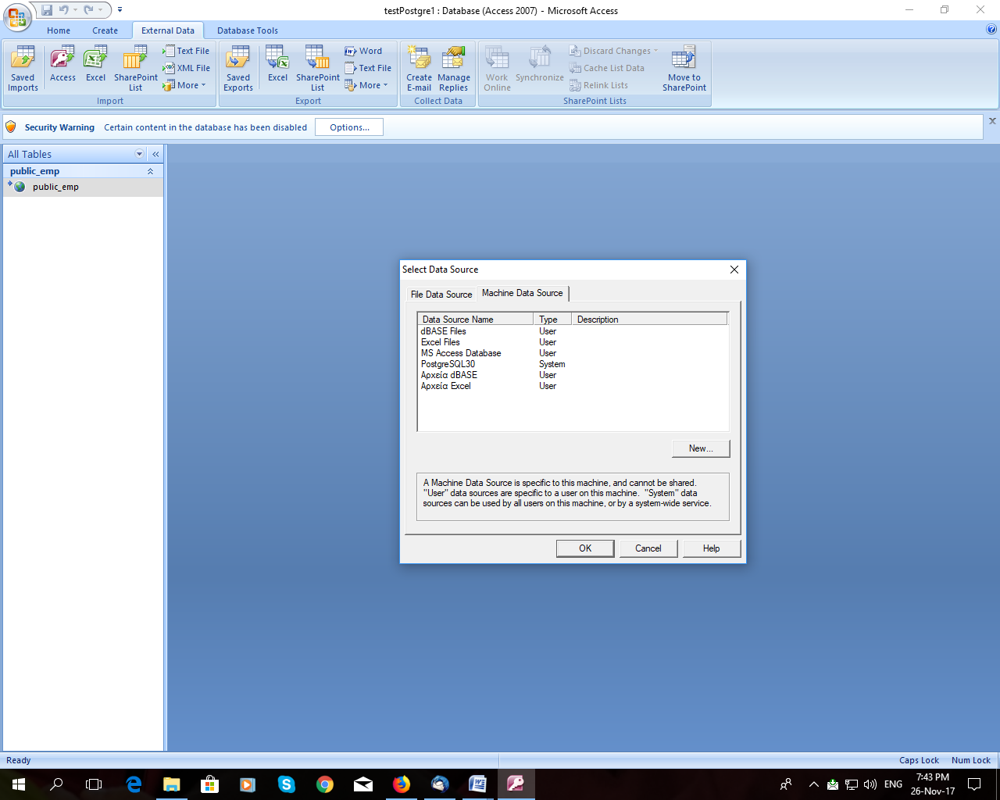 testPostgre1 : Database (Access 2007) - Microsoft Access
Home Create External Data Database Tools
Saved Imports
Access
Excel
SharePoint List
Text File
XML File
More
Import
Saved Exports
Excel
SharePoint List
Word
Text File
More
Export
Create E-mail
Manage Replies
Collect Data
Work Online
Synchronize
Discard Changes
Cache List Data
Relink Lists
Move to SharePoint
SharePoint Lists
Security Warning Certain content in the database has been disabled Options...
All Tables
public_emp
public_emp
Select Data Source
File Data Source Machine Data Source
Data Source Name Type Description
dBASE Files User
Excel Files User
MS Access Database User
PostgreSQL30 System
Αρχεία dBASE User
Αρχεία Excel User
New...
A Machine Data Source is specific to this machine, and cannot be shared.
"User" data sources are specific to a user on this machine. "System" data
sources can be used by all users on this machine, or by a system-wide service.
OK Cancel Help
Ready Caps Lock Num Lock
ENG
7:43 PM
26-Nov-17